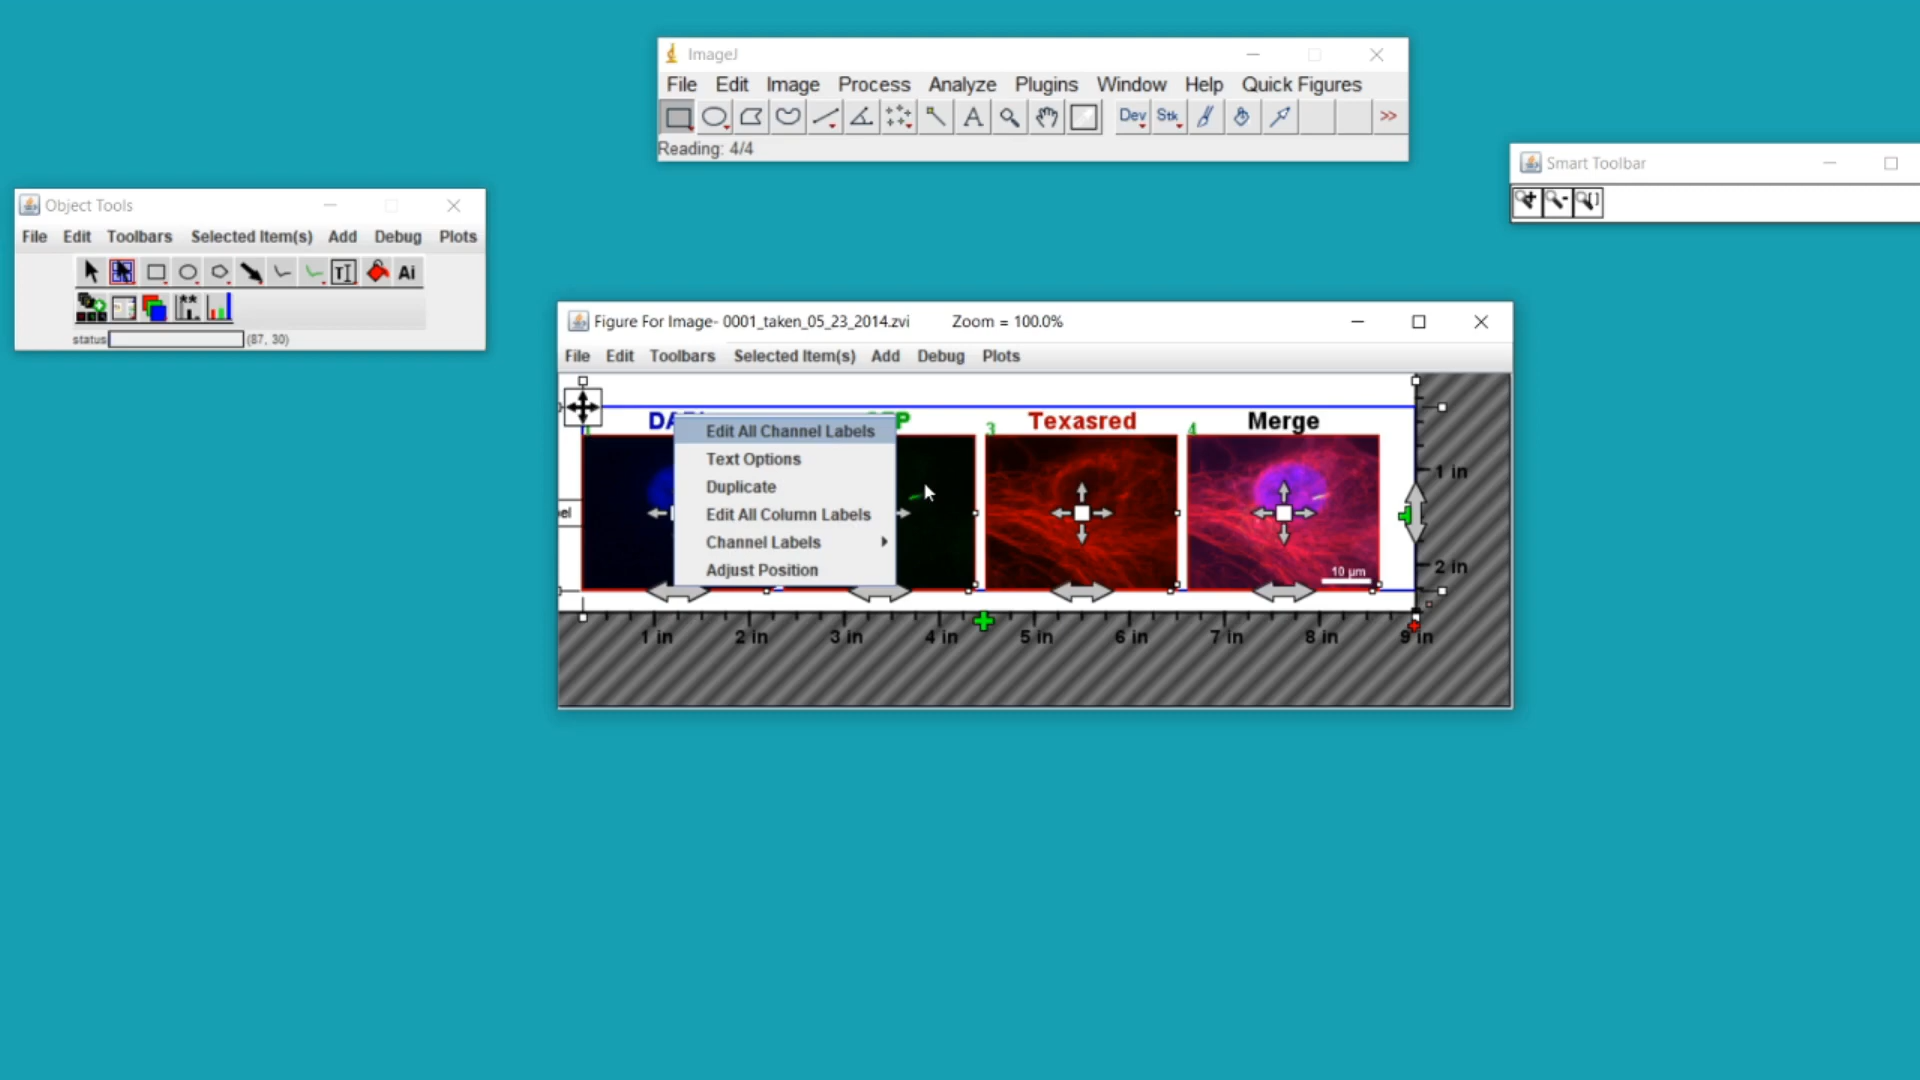 ImageJ
File Edit Image Process Analyze Plugins Window Help Quick Figures
Dev Stk >>
Reading: 4/4
Smart Toolbar
Object Tools
File Edit Toolbars Selected Item(s) Add Debug Plots
T Ai
**
status (87, 30)
Figure For Image- 0001_taken_05_23_2014.zvi Zoom = 100.0%
File Edit Toolbars Selected Item(s) Add Debug Plots
Texasred Merge
3 4
Edit All Channel Labels
Text Options
Duplicate
Edit All Column Labels
Channel Labels
Adjust Position
el
10 µm
1 in
2 in
1 in 2 in 3 in 4 in 5 in 6 in 7 in 8 in 9 in